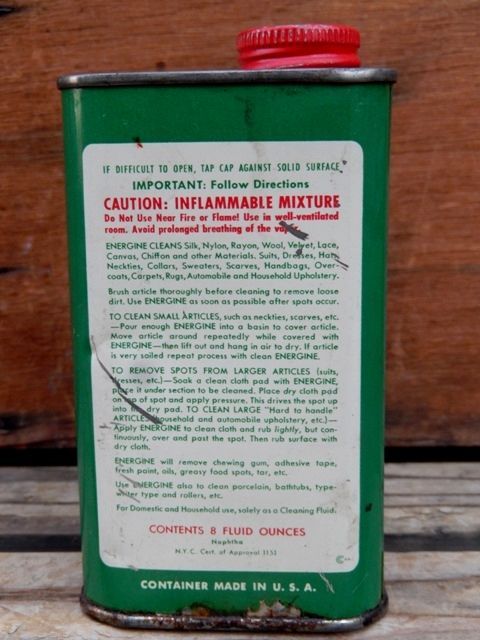 IF DIFFICULT TO OPEN, TAP CAP AGAINST SOLID SURFACE.
IMPORTANT: Follow Directions
CAUTION: INFLAMMABLE MIXTURE
Do Not Use Near Fire or Flame! Use in well-ventilated
room. Avoid prolonged breathing of the
ENERGINE CLEANS Silk, Nylon, Rayon, Wool, Velvet, Lace,
Canvas, Chiffon and other Materials. Suits, Dresses, Hats,
Neckties, Collars, Sweaters, Scarves, Handbags, Over-
coats, Carpets, Rugs, Automobile and Household Upholstery.
Brush article thoroughly before cleaning to remove loose
dirt. Use ENERGINE as soon as possible after spots occur.
TO CLEAN SMALL ARTICLES, such as neckties, scarves, etc.
—Pour enough ENERGINE into a basin to cover article.
Move article around repeatedly while covered with
ENERGINE—then lift out and hang in air to dry. If article
is very soiled repeat process with clean ENERGINE.
TO REMOVE SPOTS FROM LARGER ARTICLES (suits,
dresses, etc.)—Soak a clean cloth pad with ENERGINE,
place it under section to be cleaned. Place dry cloth pad
on top of spot and apply pressure. This drives the spot up
into the dry pad. TO CLEAN LARGE "Hard to handle"
ARTICLES (household and automobile upholstery, etc.)—
Apply ENERGINE to clean cloth and rub lightly, but con-
tinuously, over and past the spot. Then rub surface with
dry cloth.
ENERGINE will remove chewing gum, adhesive tape,
fresh paint, oils, greasy food spots, tar, etc.
Use ENERGINE also to clean porcelain, bathtubs, type-
writer type and rollers, etc.
For Domestic and Household use, solely as a Cleaning Fluid.
CONTENTS 8 FLUID OUNCES
Naphtha
N.Y.C. Cert. of Approval 1151
CONTAINER MADE IN U. S. A.